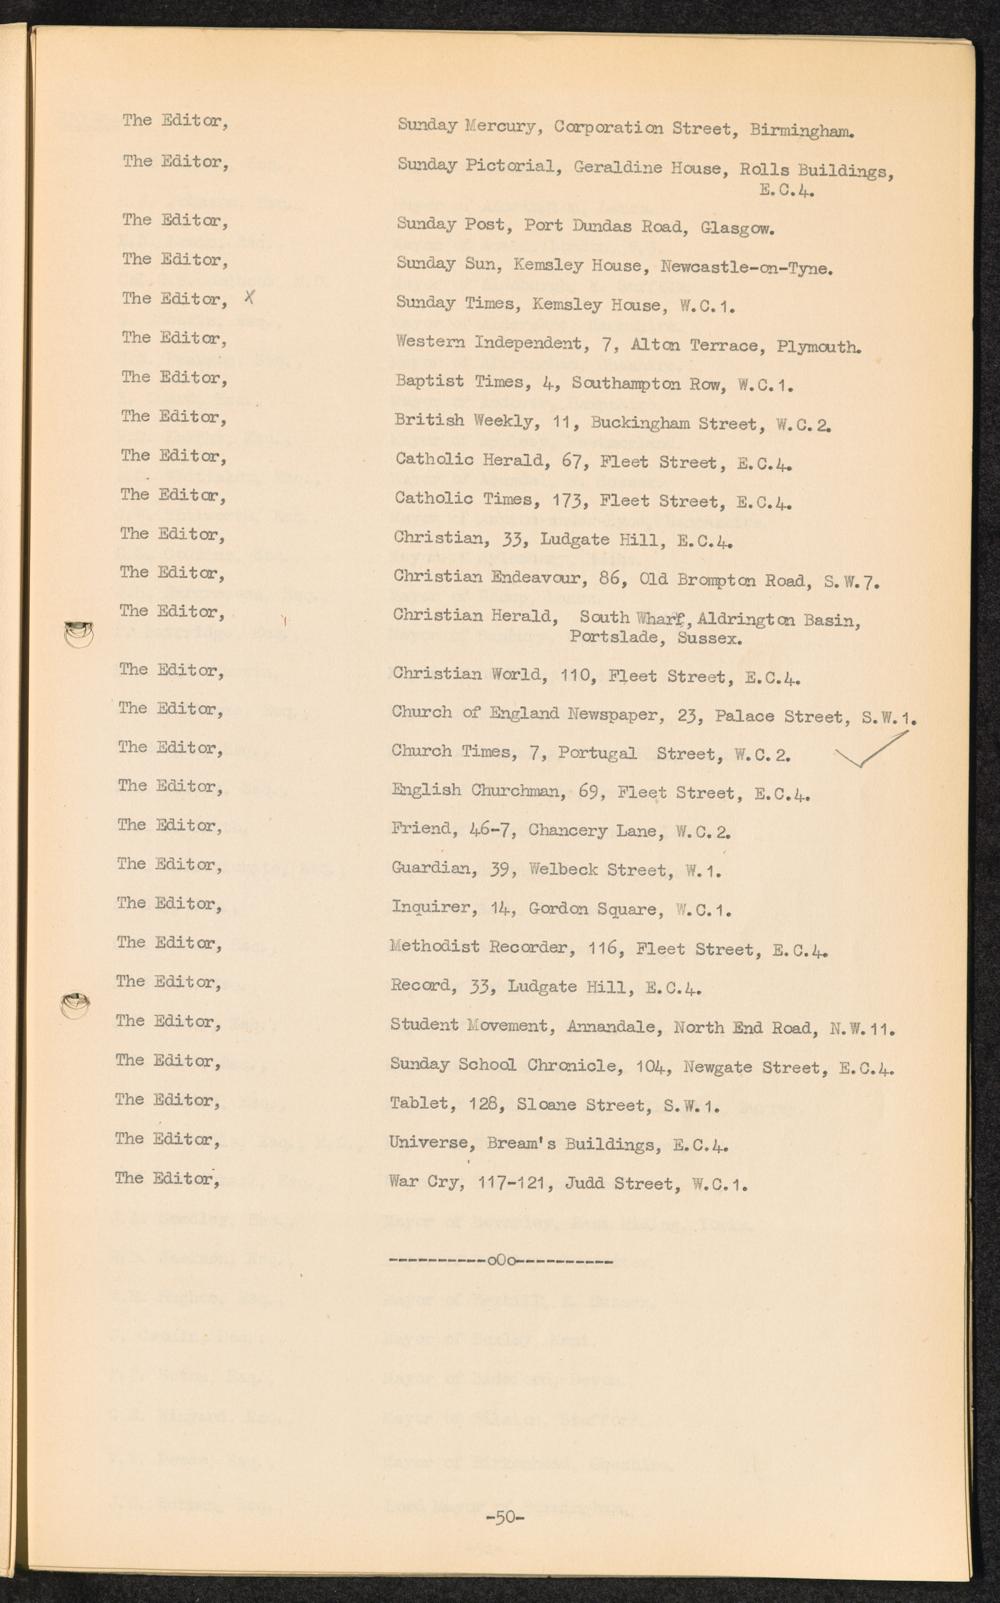 The Editor, Sunday Mercury, Corporation Street, Birmingham.
The Editor, Sunday Pictorial, Geraldine House, Rolls Buildings,
E.C.4.
The Editor, Sunday Post, Port Dundas Road, Glasgow.
The Editor, Sunday Sun, Kemsley House, Newcastle-on-Tyne.
The Editor, X Sunday Times, Kemsley House, W.C.1.
The Editor, Western Independent, 7, Alton Terrace, Plymouth.
The Editor, Baptist Times, 4, Southampton Row, W.C.1.
The Editor, British Weekly, 11, Buckingham Street, W.C.2.
The Editor, Catholic Herald, 67, Fleet Street, E.C.4.
The Editor, Catholic Times, 173, Fleet Street, E.C.4.
The Editor, Christian, 33, Ludgate Hill, E.C.4.
The Editor, Christian Endeavour, 86, Old Brompton Road, S.W.7.
The Editor, Christian Herald, South Wharf, Aldrington Basin,
Portslade, Sussex.
The Editor, Christian World, 110, Fleet Street, E.C.4.
The Editor, Church of England Newspaper, 23, Palace Street, S.W.1.
The Editor, Church Times, 7, Portugal Street, W.C.2.
The Editor, English Churchman, 69, Fleet Street, E.C.4.
The Editor, Friend, 46-7, Chancery Lane, W.C.2.
The Editor, Guardian, 39, Welbeck Street, W.1.
The Editor, Inquirer, 14, Gordon Square, W.C.1.
The Editor, Methodist Recorder, 116, Fleet Street, E.C.4.
The Editor, Record, 33, Ludgate Hill, E.C.4.
The Editor, Student Movement, Annandale, North End Road, N.W.11.
The Editor, Sunday School Chronicle, 104, Newgate Street, E.C.4.
The Editor, Tablet, 128, Sloane Street, S.W.1.
The Editor, Universe, Bream's Buildings, E.C.4.
The Editor, War Cry, 117-121, Judd Street, W.C.1.
----------oOo----------
-50-